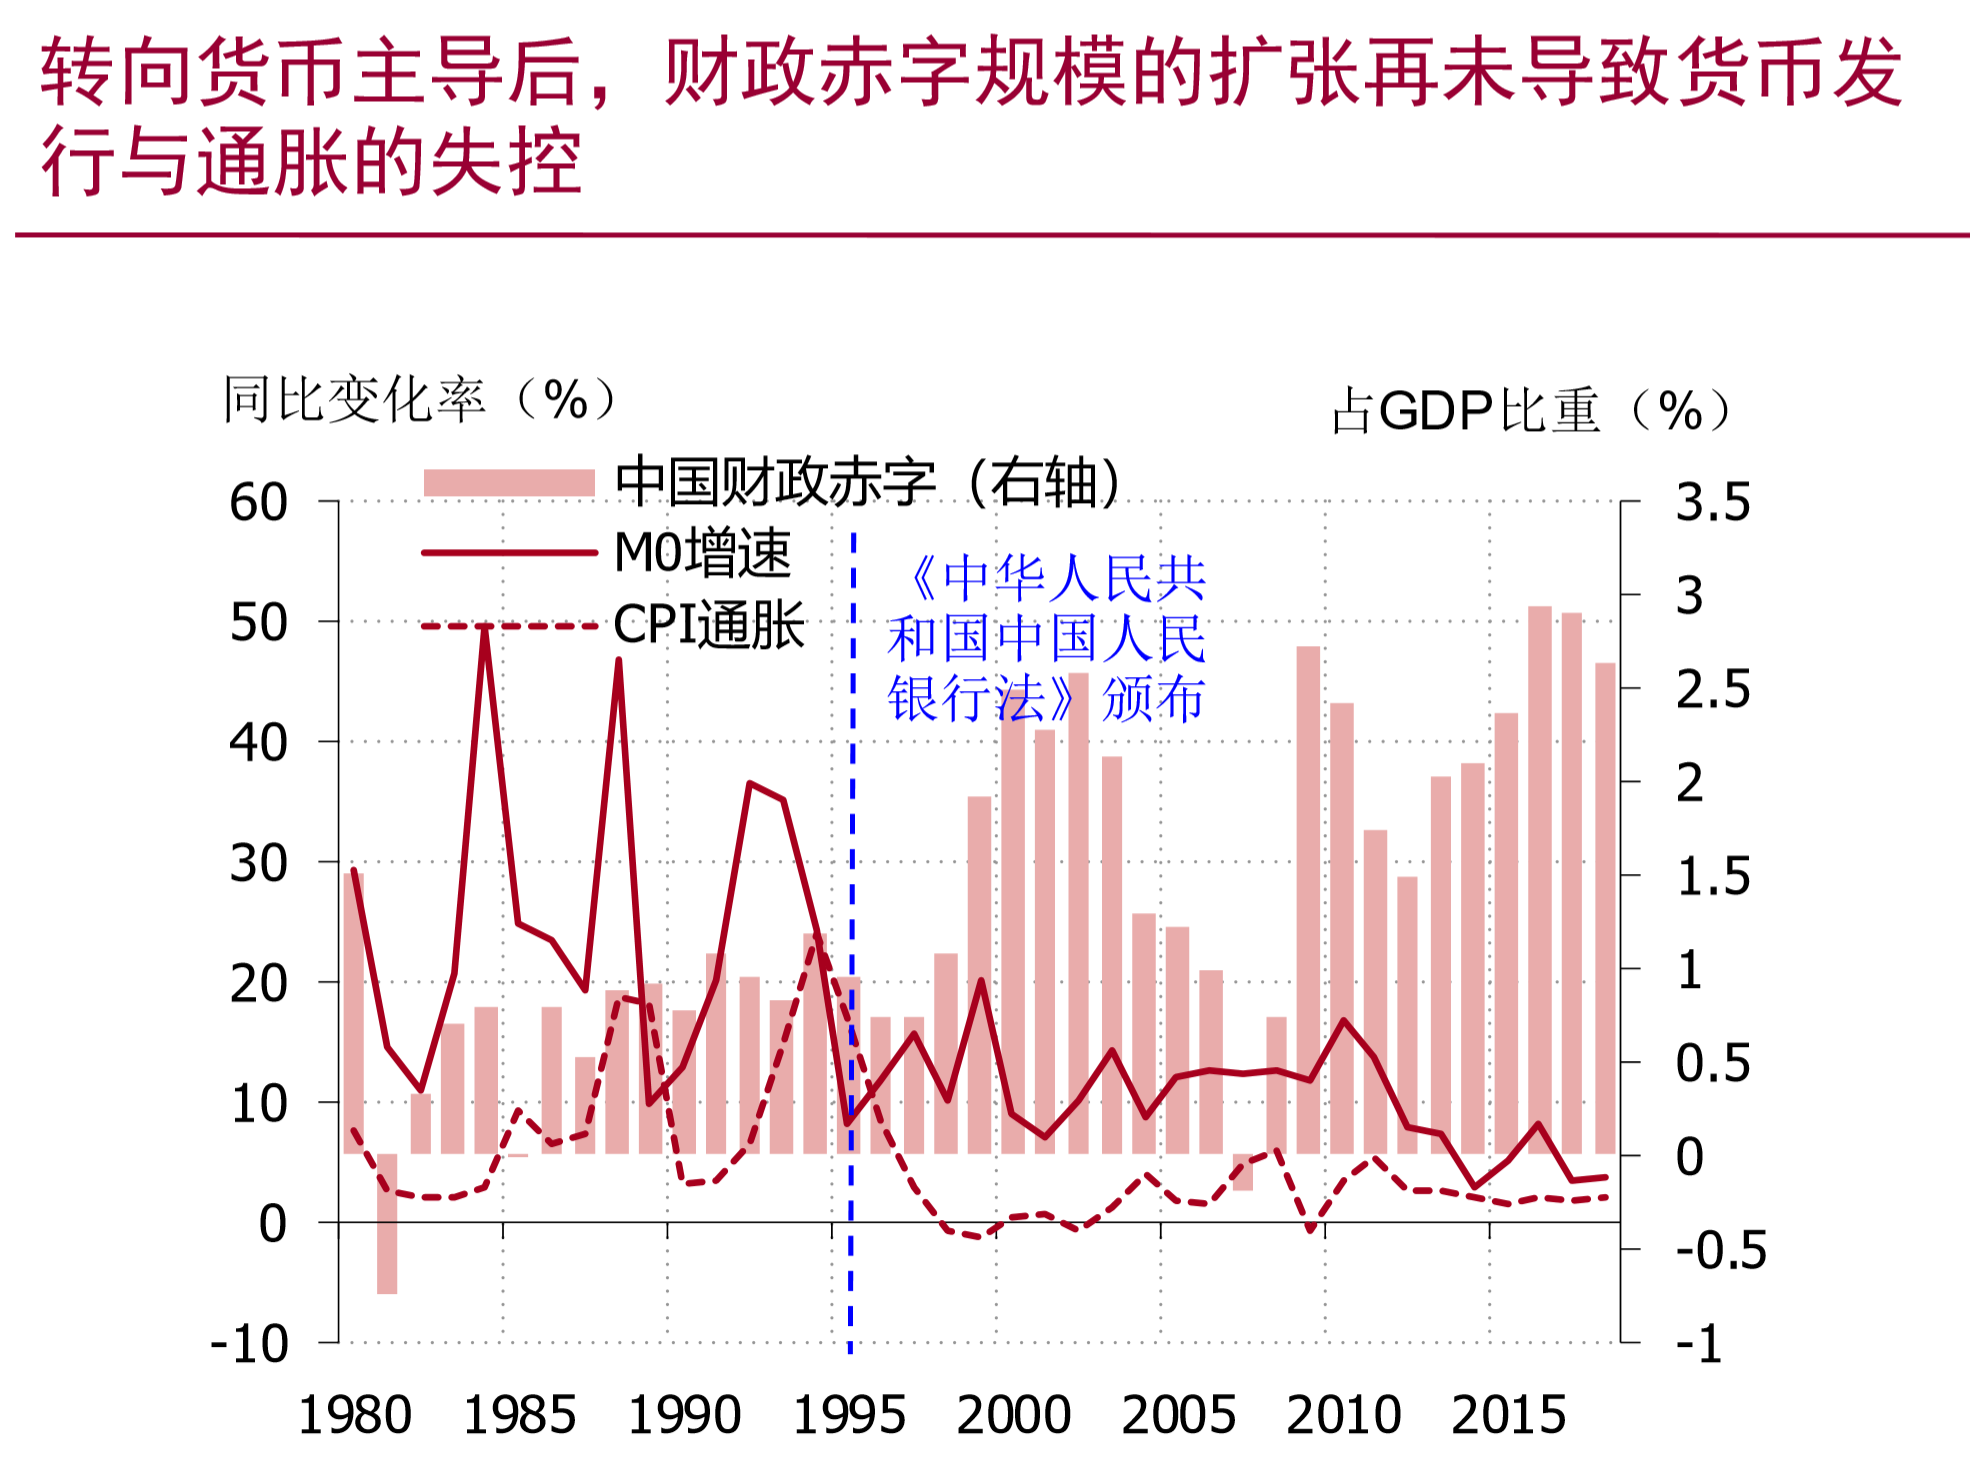 转向货币主导后，财政赤字规模的扩张再未导致货币发
行与通胀的失控
同比变化率（%）
占GDP比重（%）
中国财政赤字（右轴）
M0增速
CPI通胀
《中华人民共
和国中国人民
银行法》颁布
60
50
40
30
20
10
0
-10
3.5
3
2.5
2
1.5
1
0.5
0
-0.5
-1
1980 1985 1990 1995 2000 2005 2010 2015